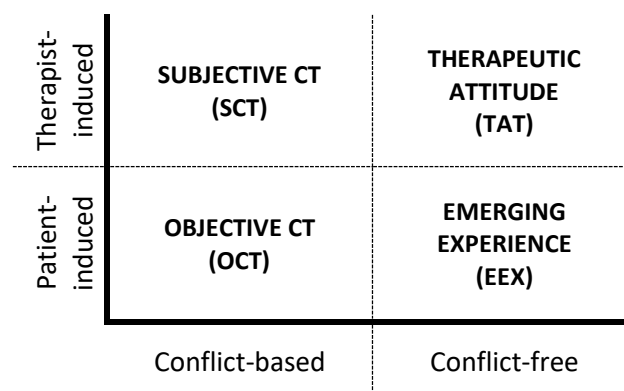 Therapist-
induced
SUBJECTIVE CT
(SCT)
THERAPEUTIC
ATTITUDE
(TAT)
Patient-
induced
OBJECTIVE CT
(OCT)
EMERGING
EXPERIENCE
(EEX)
Conflict-based
Conflict-free